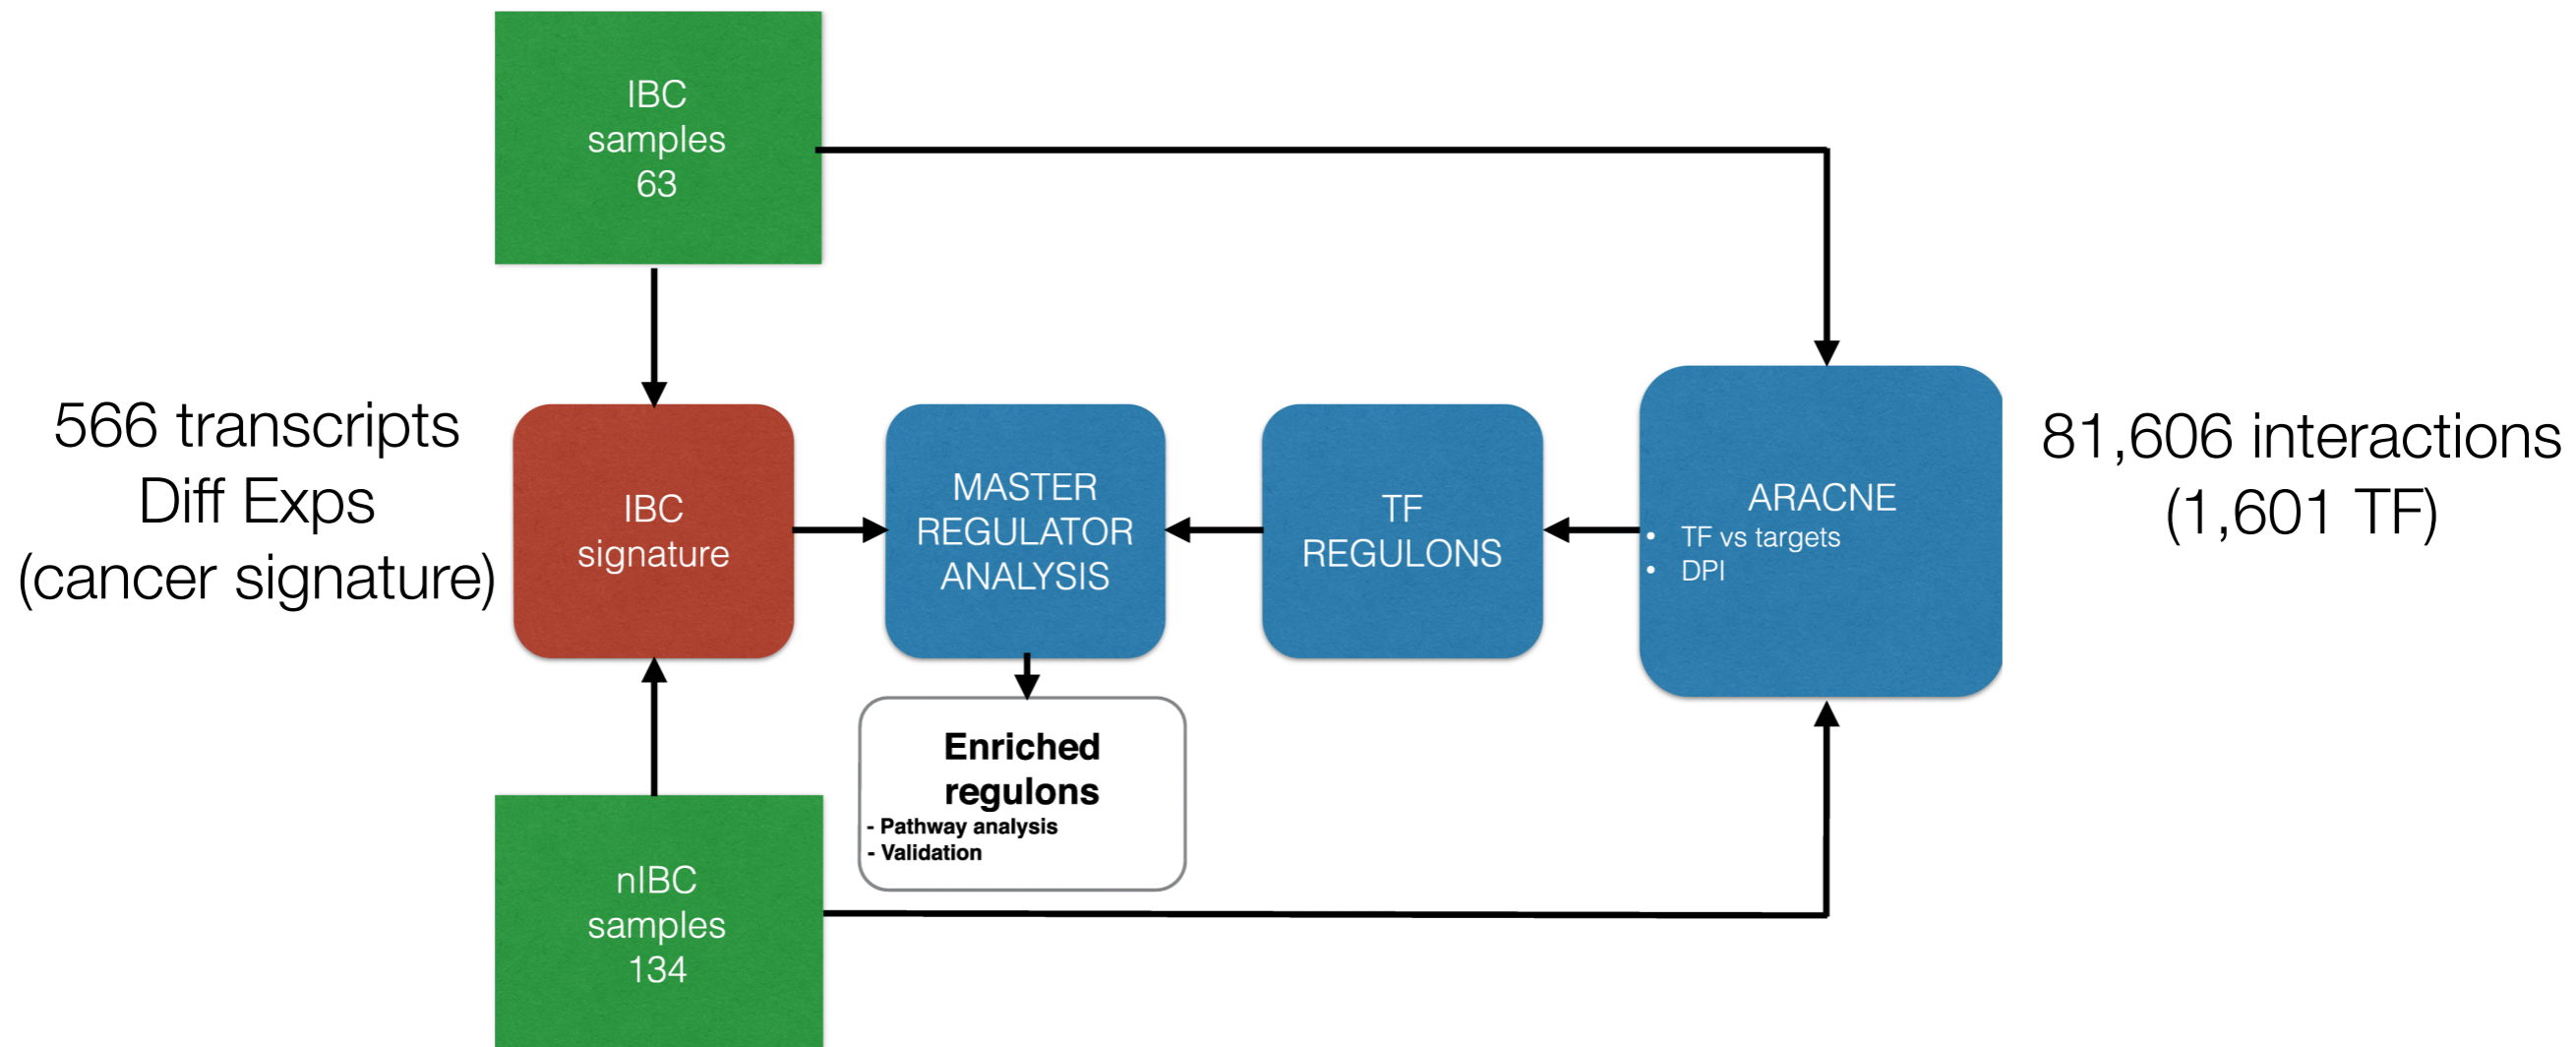 IBC
samples
63
566 transcripts
Diff Exps
(cancer signature)
IBC
signature
MASTER
REGULATOR
ANALYSIS
TF
REGULONS
ARACNE
• TF vs targets
• DPI
81,606 interactions
(1,601 TF)
Enriched
regulons
- Pathway analysis
- Validation
nIBC
samples
134